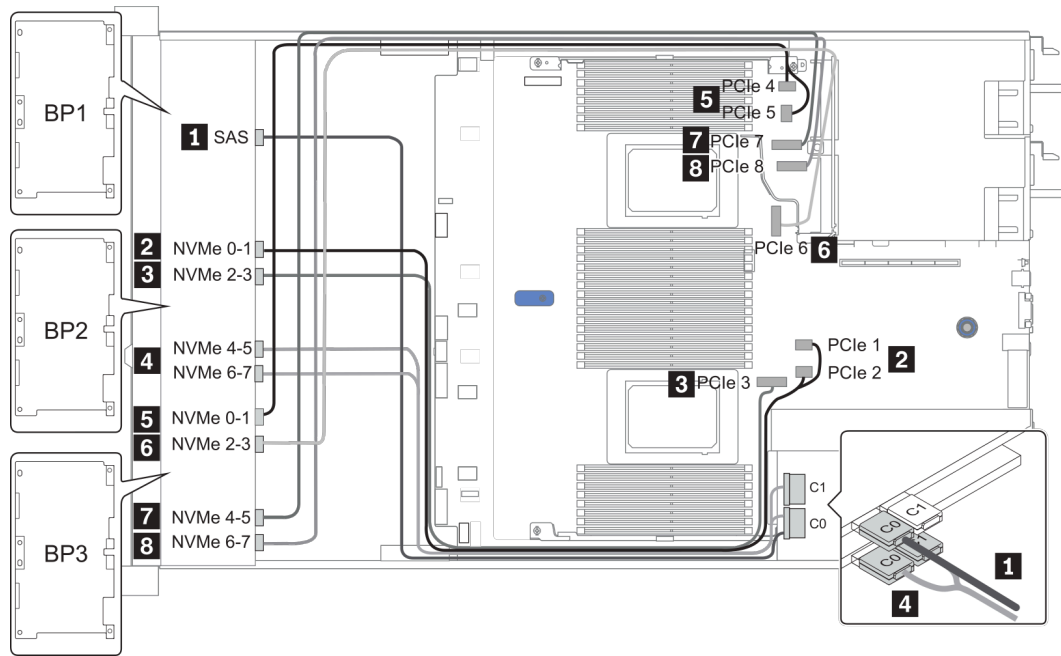 BP1
BP2
BP3
1 SAS
2 NVMe 0-1
3 NVMe 2-3
4 NVMe 4-5
NVMe 6-7
5 NVMe 0-1
6 NVMe 2-3
7 NVMe 4-5
8 NVMe 6-7
PCIe 4
5
PCIe 5
7 PCIe 7
8 PCIe 8
PCIe 6 6
PCIe 1
2
PCIe 2
3 PCIe 3
C1
C0
C1
C0
C0
1
4